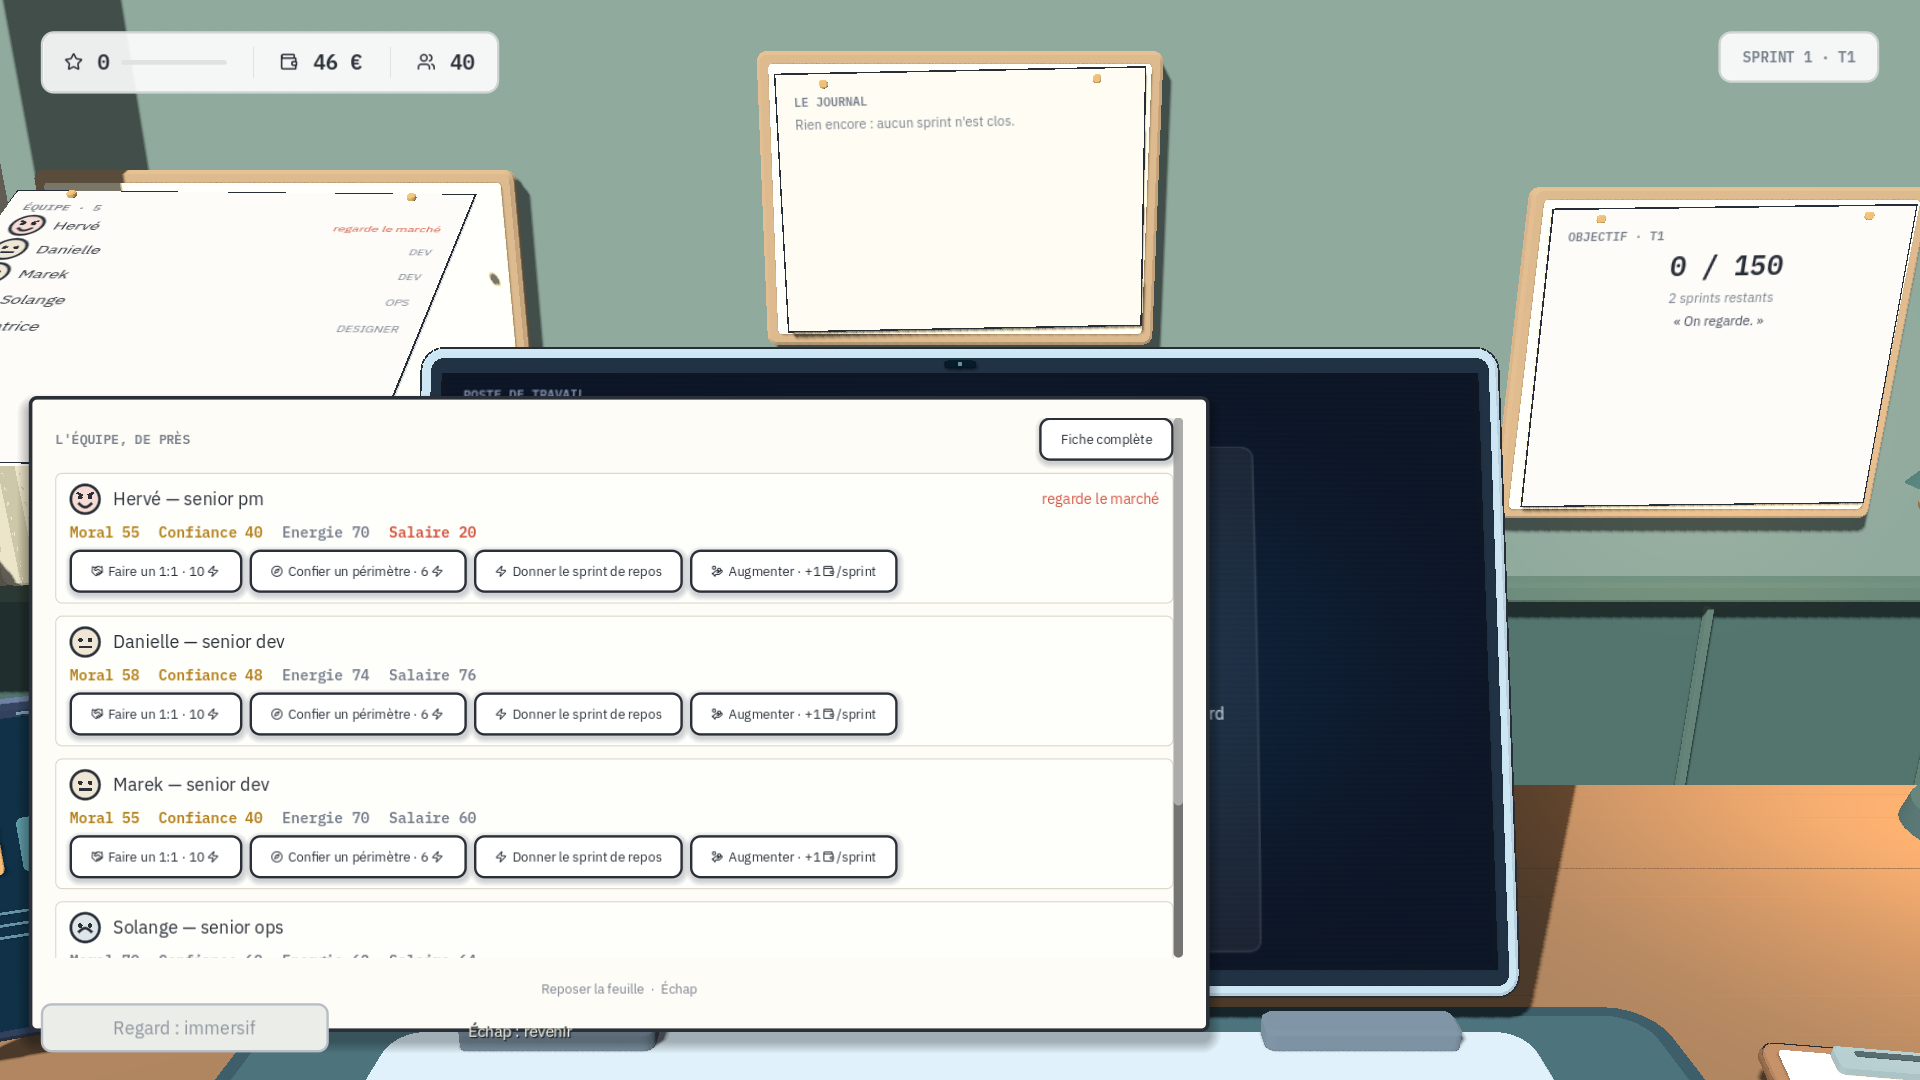 0
46 €
40
SPRINT 1 · T1
LE JOURNAL
Rien encore : aucun sprint n'est clos.
ÉQUIPE · 5
Hervé regarde le marché
Danielle DEV
Marek DEV
Solange OPS
trice DESIGNER
OBJECTIF · T1
0 / 150
2 sprints restants
« On regarde. »
POSTE DE TRAVAIL
rd
L'ÉQUIPE, DE PRÈS
Fiche complète
Hervé — senior pm
regarde le marché
Moral 55 Confiance 40 Energie 70 Salaire 20
Faire un 1:1 · 10
Confier un périmètre · 6
Donner le sprint de repos
Augmenter · +1 /sprint
Danielle — senior dev
Moral 58 Confiance 48 Energie 74 Salaire 76
Faire un 1:1 · 10
Confier un périmètre · 6
Donner le sprint de repos
Augmenter · +1 /sprint
Marek — senior dev
Moral 55 Confiance 40 Energie 70 Salaire 60
Faire un 1:1 · 10
Confier un périmètre · 6
Donner le sprint de repos
Augmenter · +1 /sprint
Solange — senior ops
Reposer la feuille · Échap
Regard : immersif
Échap : revenir